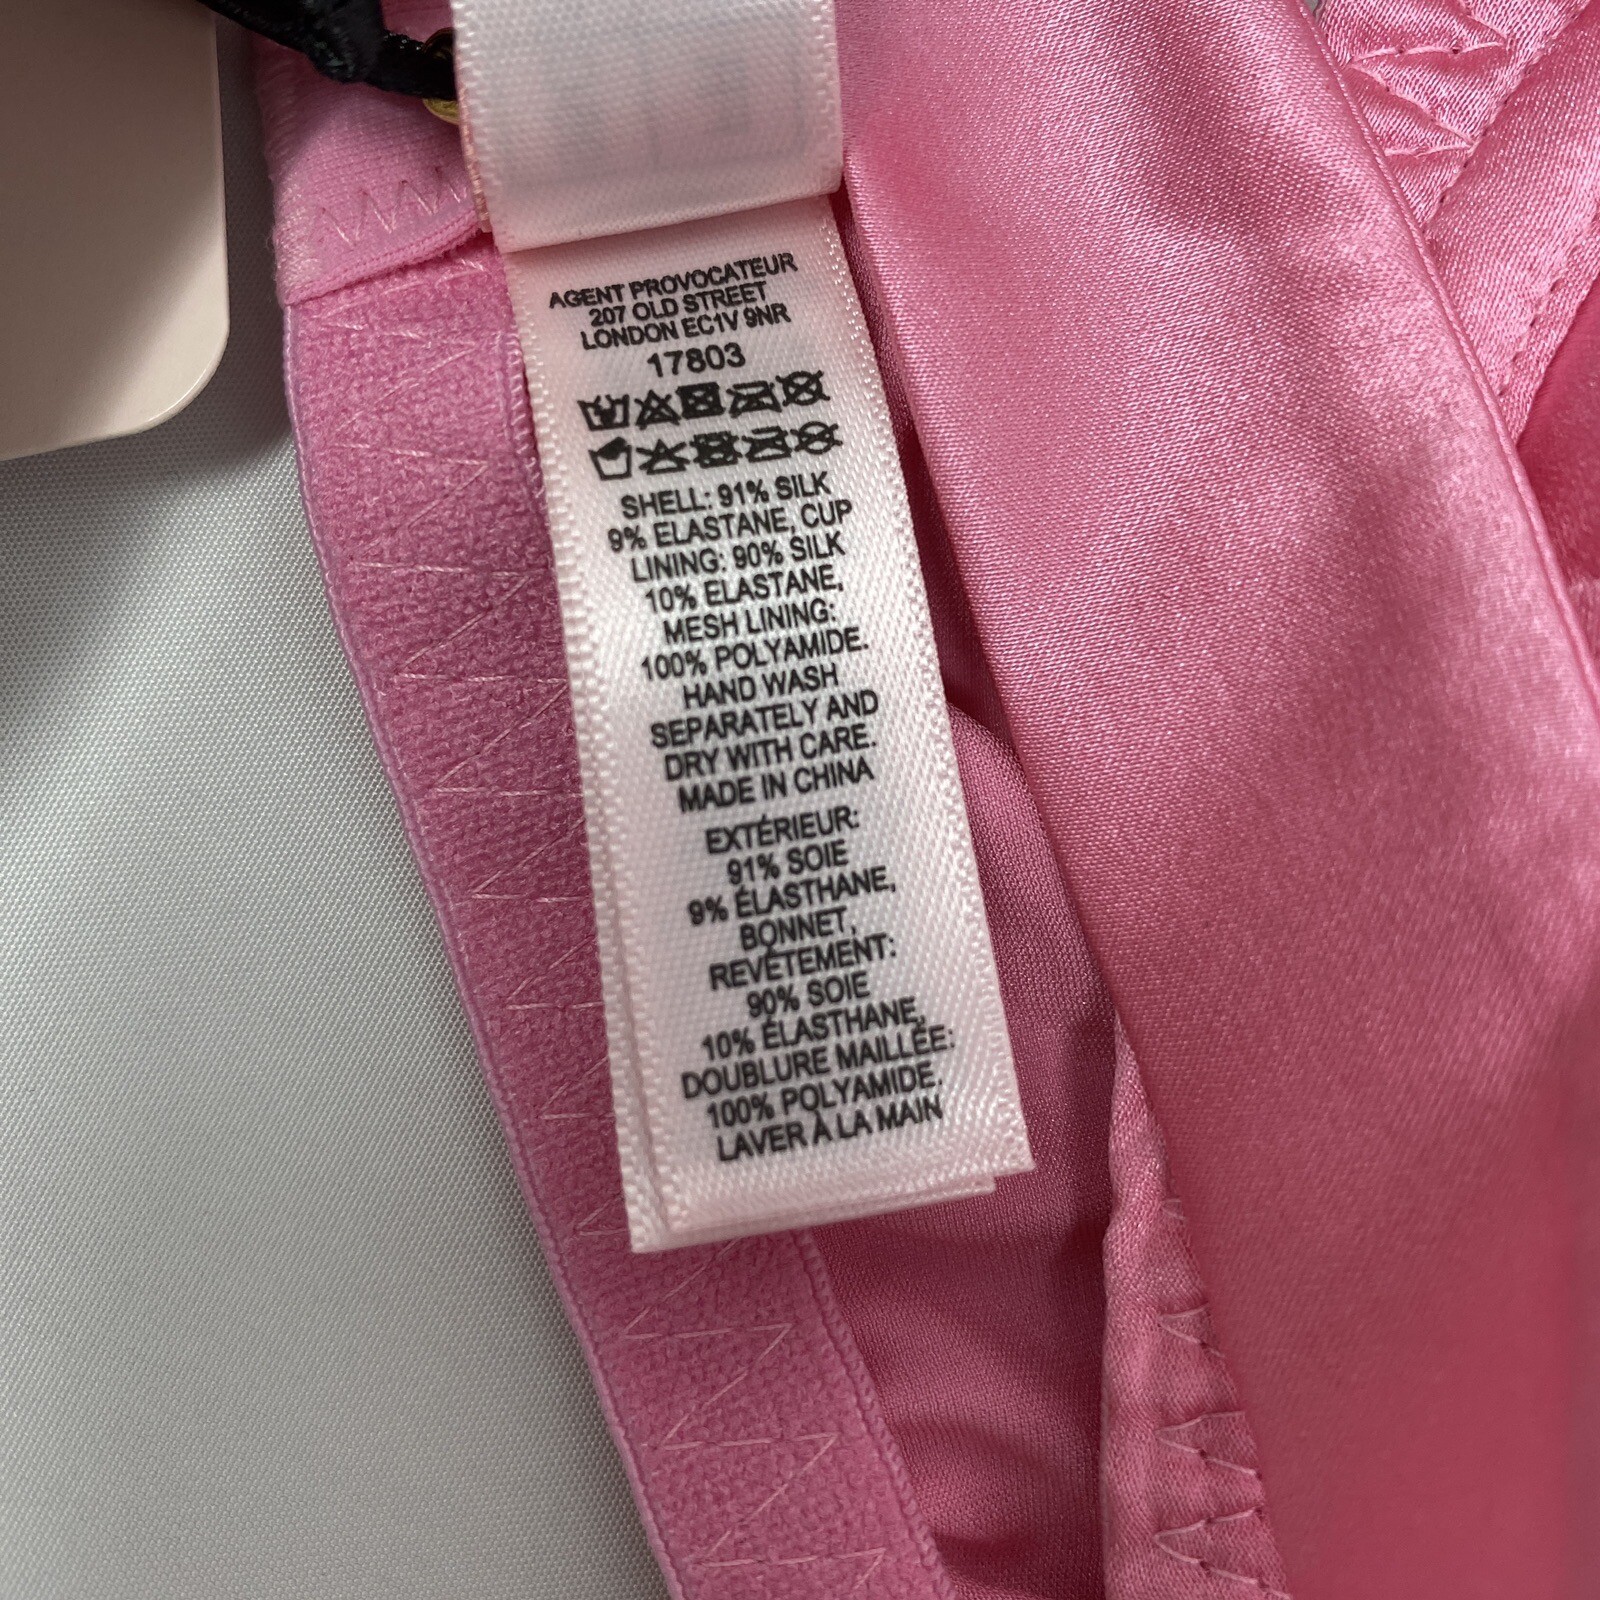 AGENT PROVOCATEUR
207 OLD STREET
LONDON EC1V 9NR
17803
SHELL: 91% SILK
9% ELASTANE, CUP
LINING: 90% SILK
10% ELASTANE,
MESH LINING:
100% POLYAMIDE.
HAND WASH
SEPARATELY AND
DRY WITH CARE.
MADE IN CHINA
EXTÉRIEUR:
91% SOIE
9% ÉLASTHANE,
BONNET,
REVÊTEMENT:
90% SOIE
10% ÉLASTHANE,
DOUBLURE MAILLÉE:
100% POLYAMIDE.
LAVER À LA MAIN